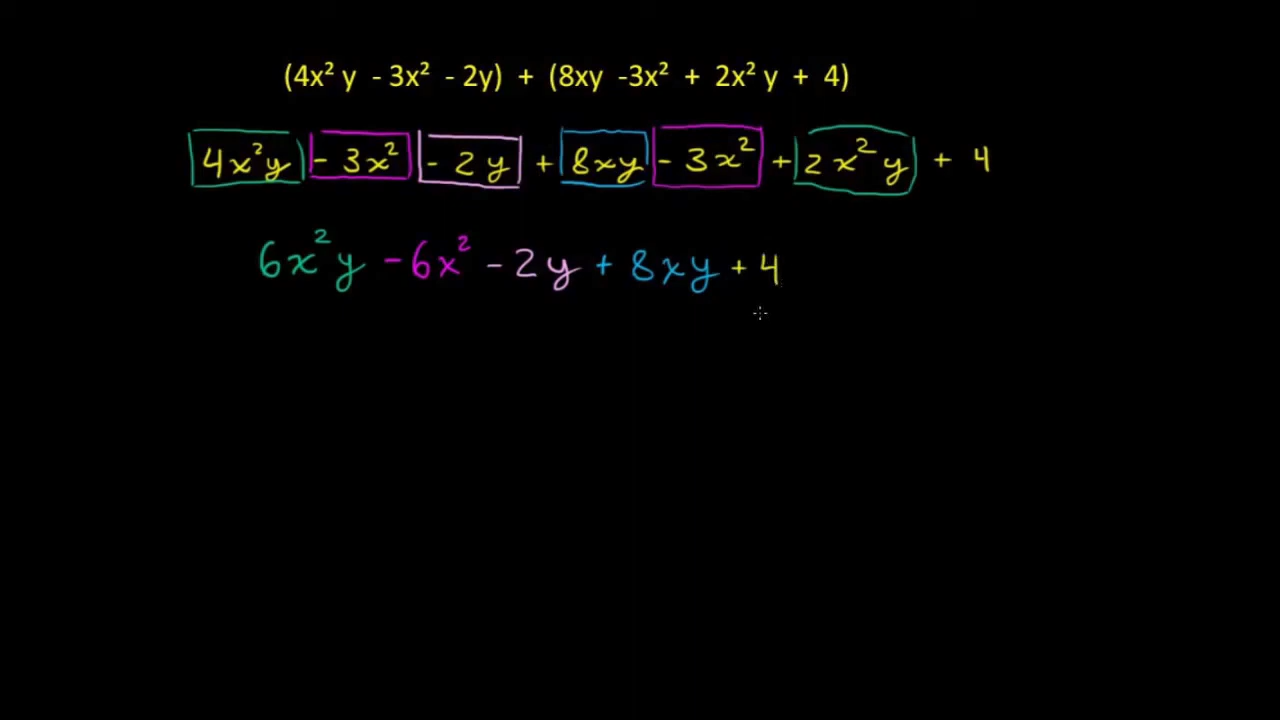 (4x² y - 3x² - 2y) + (8xy -3x² + 2x² y + 4)
4x²y - 3x² - 2y + 8xy - 3x² + 2x²y + 4
6x²y - 6x² - 2y + 8xy + 4